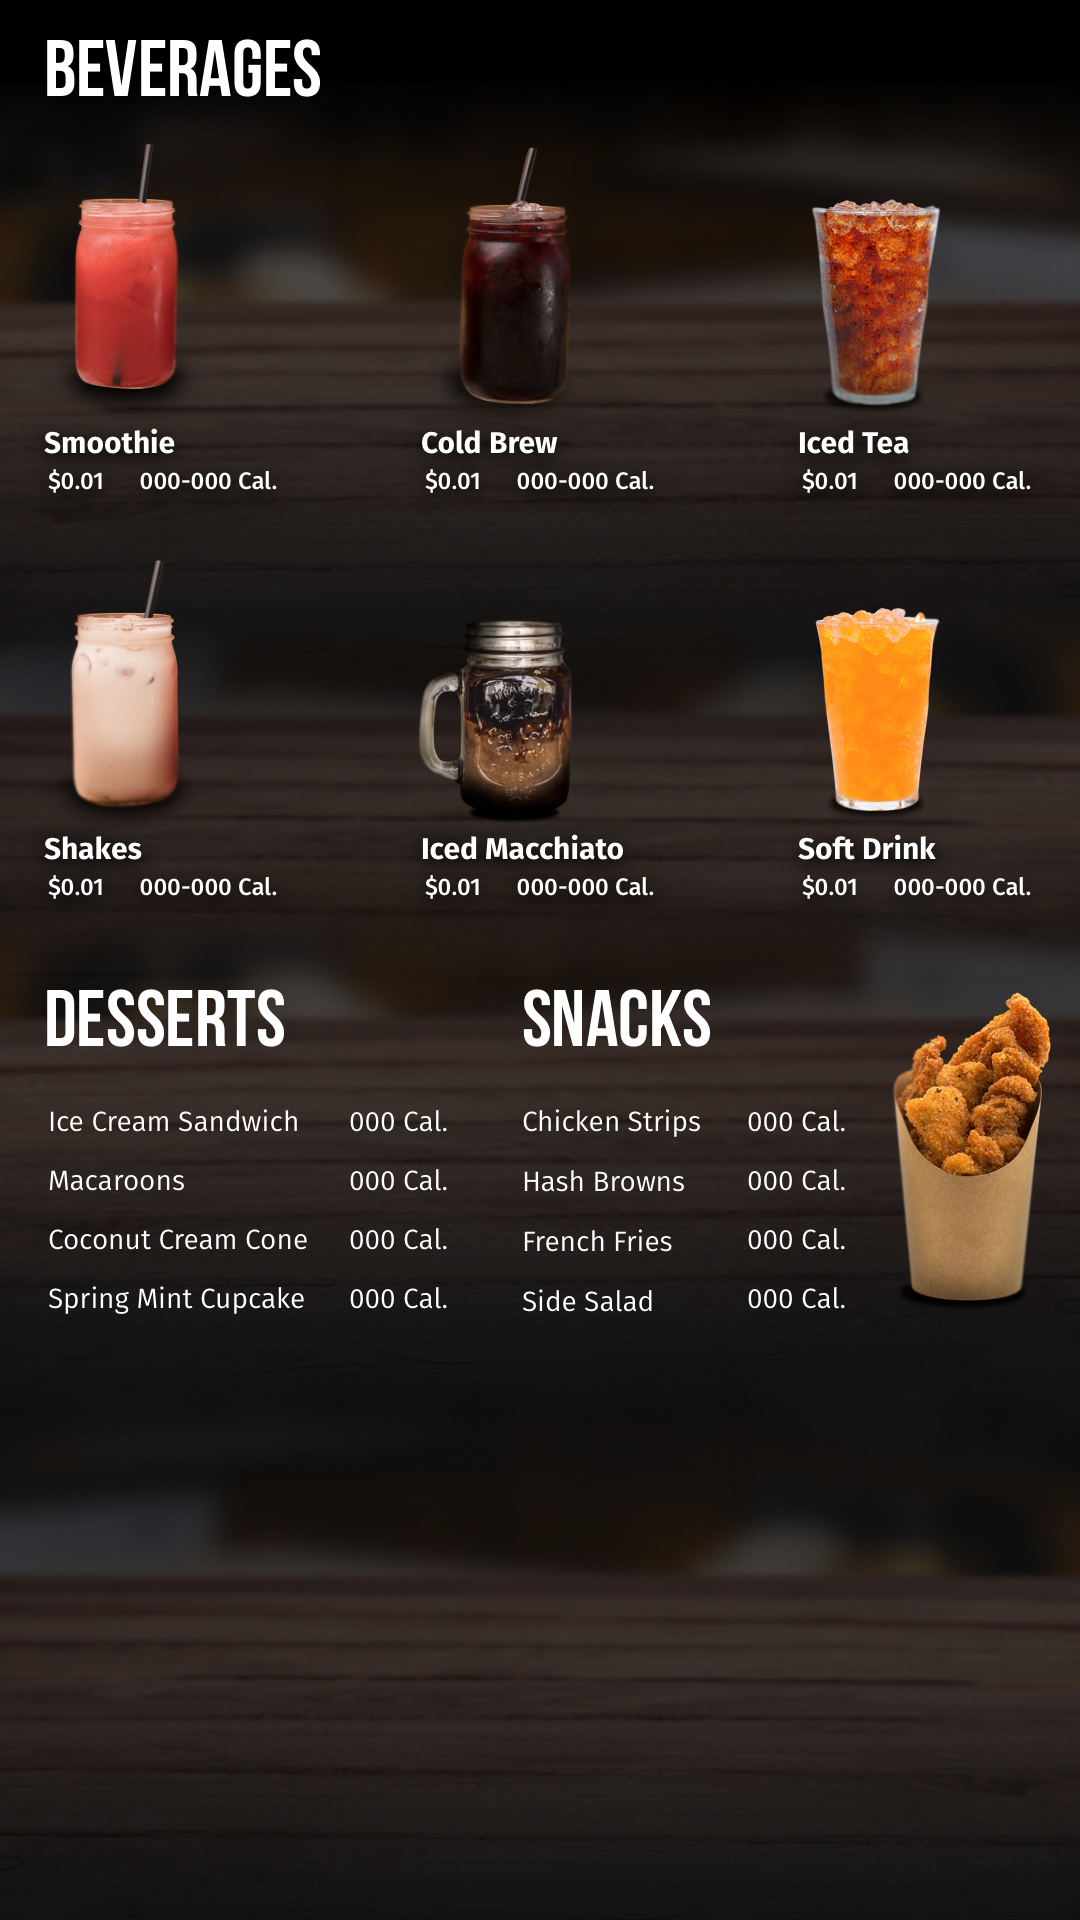 BEVERAGES
Smoothie
$0.01 000-000 Cal.
Cold Brew
$0.01 000-000 Cal.
Iced Tea
$0.01 000-000 Cal.
Shakes
$0.01 000-000 Cal.
Iced Macchiato
$0.01 000-000 Cal.
Soft Drink
$0.01 000-000 Cal.
DESSERTS
Ice Cream Sandwich 000 Cal.
Macaroons 000 Cal.
Coconut Cream Cone 000 Cal.
Spring Mint Cupcake 000 Cal.
SNACKS
Chicken Strips 000 Cal.
Hash Browns 000 Cal.
French Fries 000 Cal.
Side Salad 000 Cal.